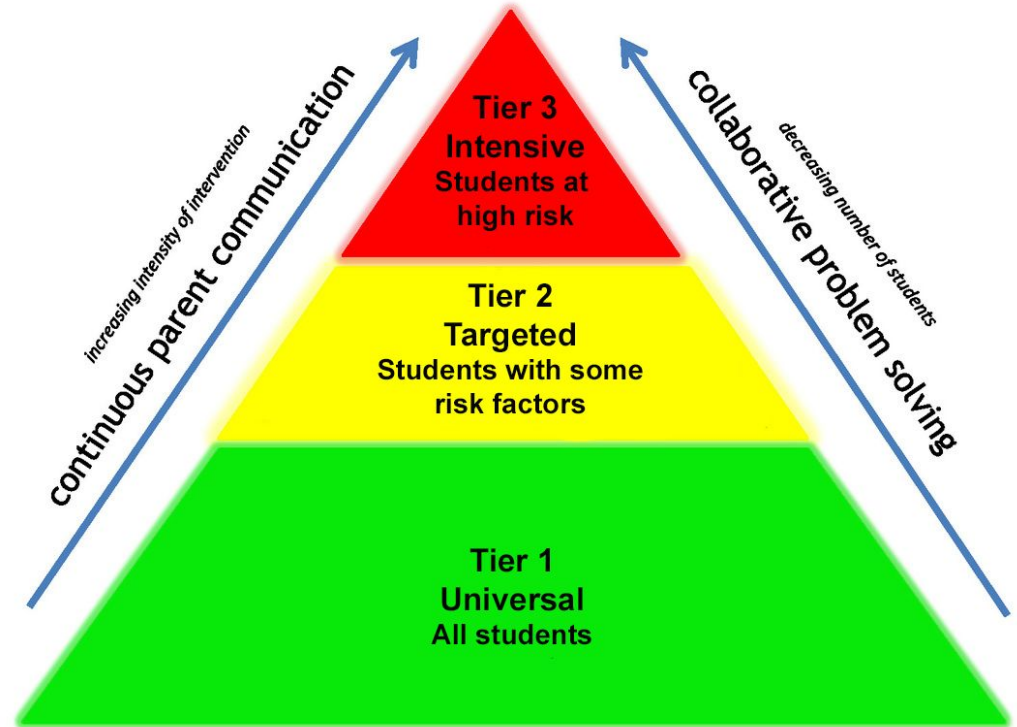 increasing intensity of intervention
continuous parent communication
collaborative problem solving
decreasing number of students
Tier 3
Intensive
Students at
high risk
Tier 2
Targeted
Students with some
risk factors
Tier 1
Universal
All students